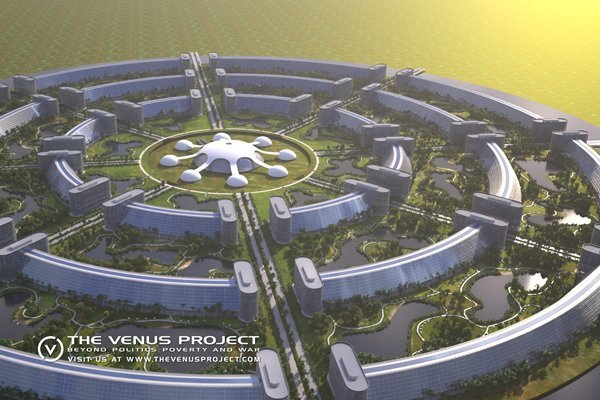 THE VENUS PROJECT
BEYOND POLITICS POVERTY AND WAR
VISIT US AT WWW.THEVENUSPROJECT.COM